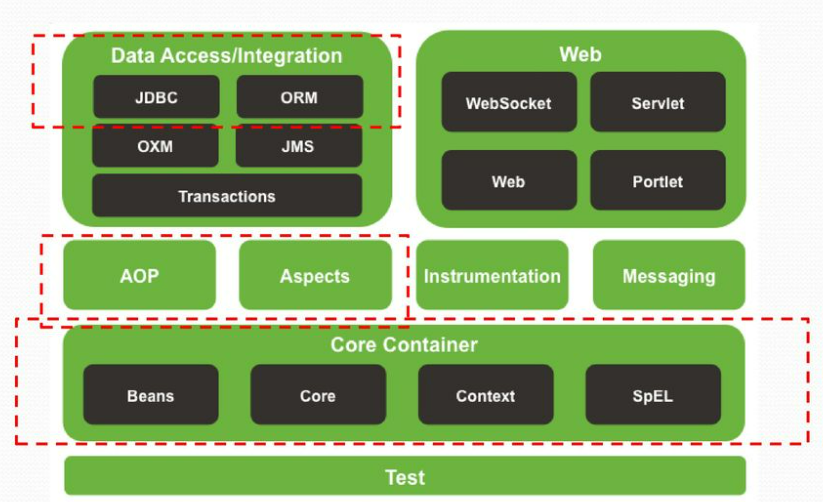 Data Access/Integration
JDBC
ORM
OXM
JMS
Transactions
Web
WebSocket
Servlet
Web
Portlet
AOP
Aspects
Instrumentation
Messaging
Core Container
Beans
Core
Context
SpEL
Test